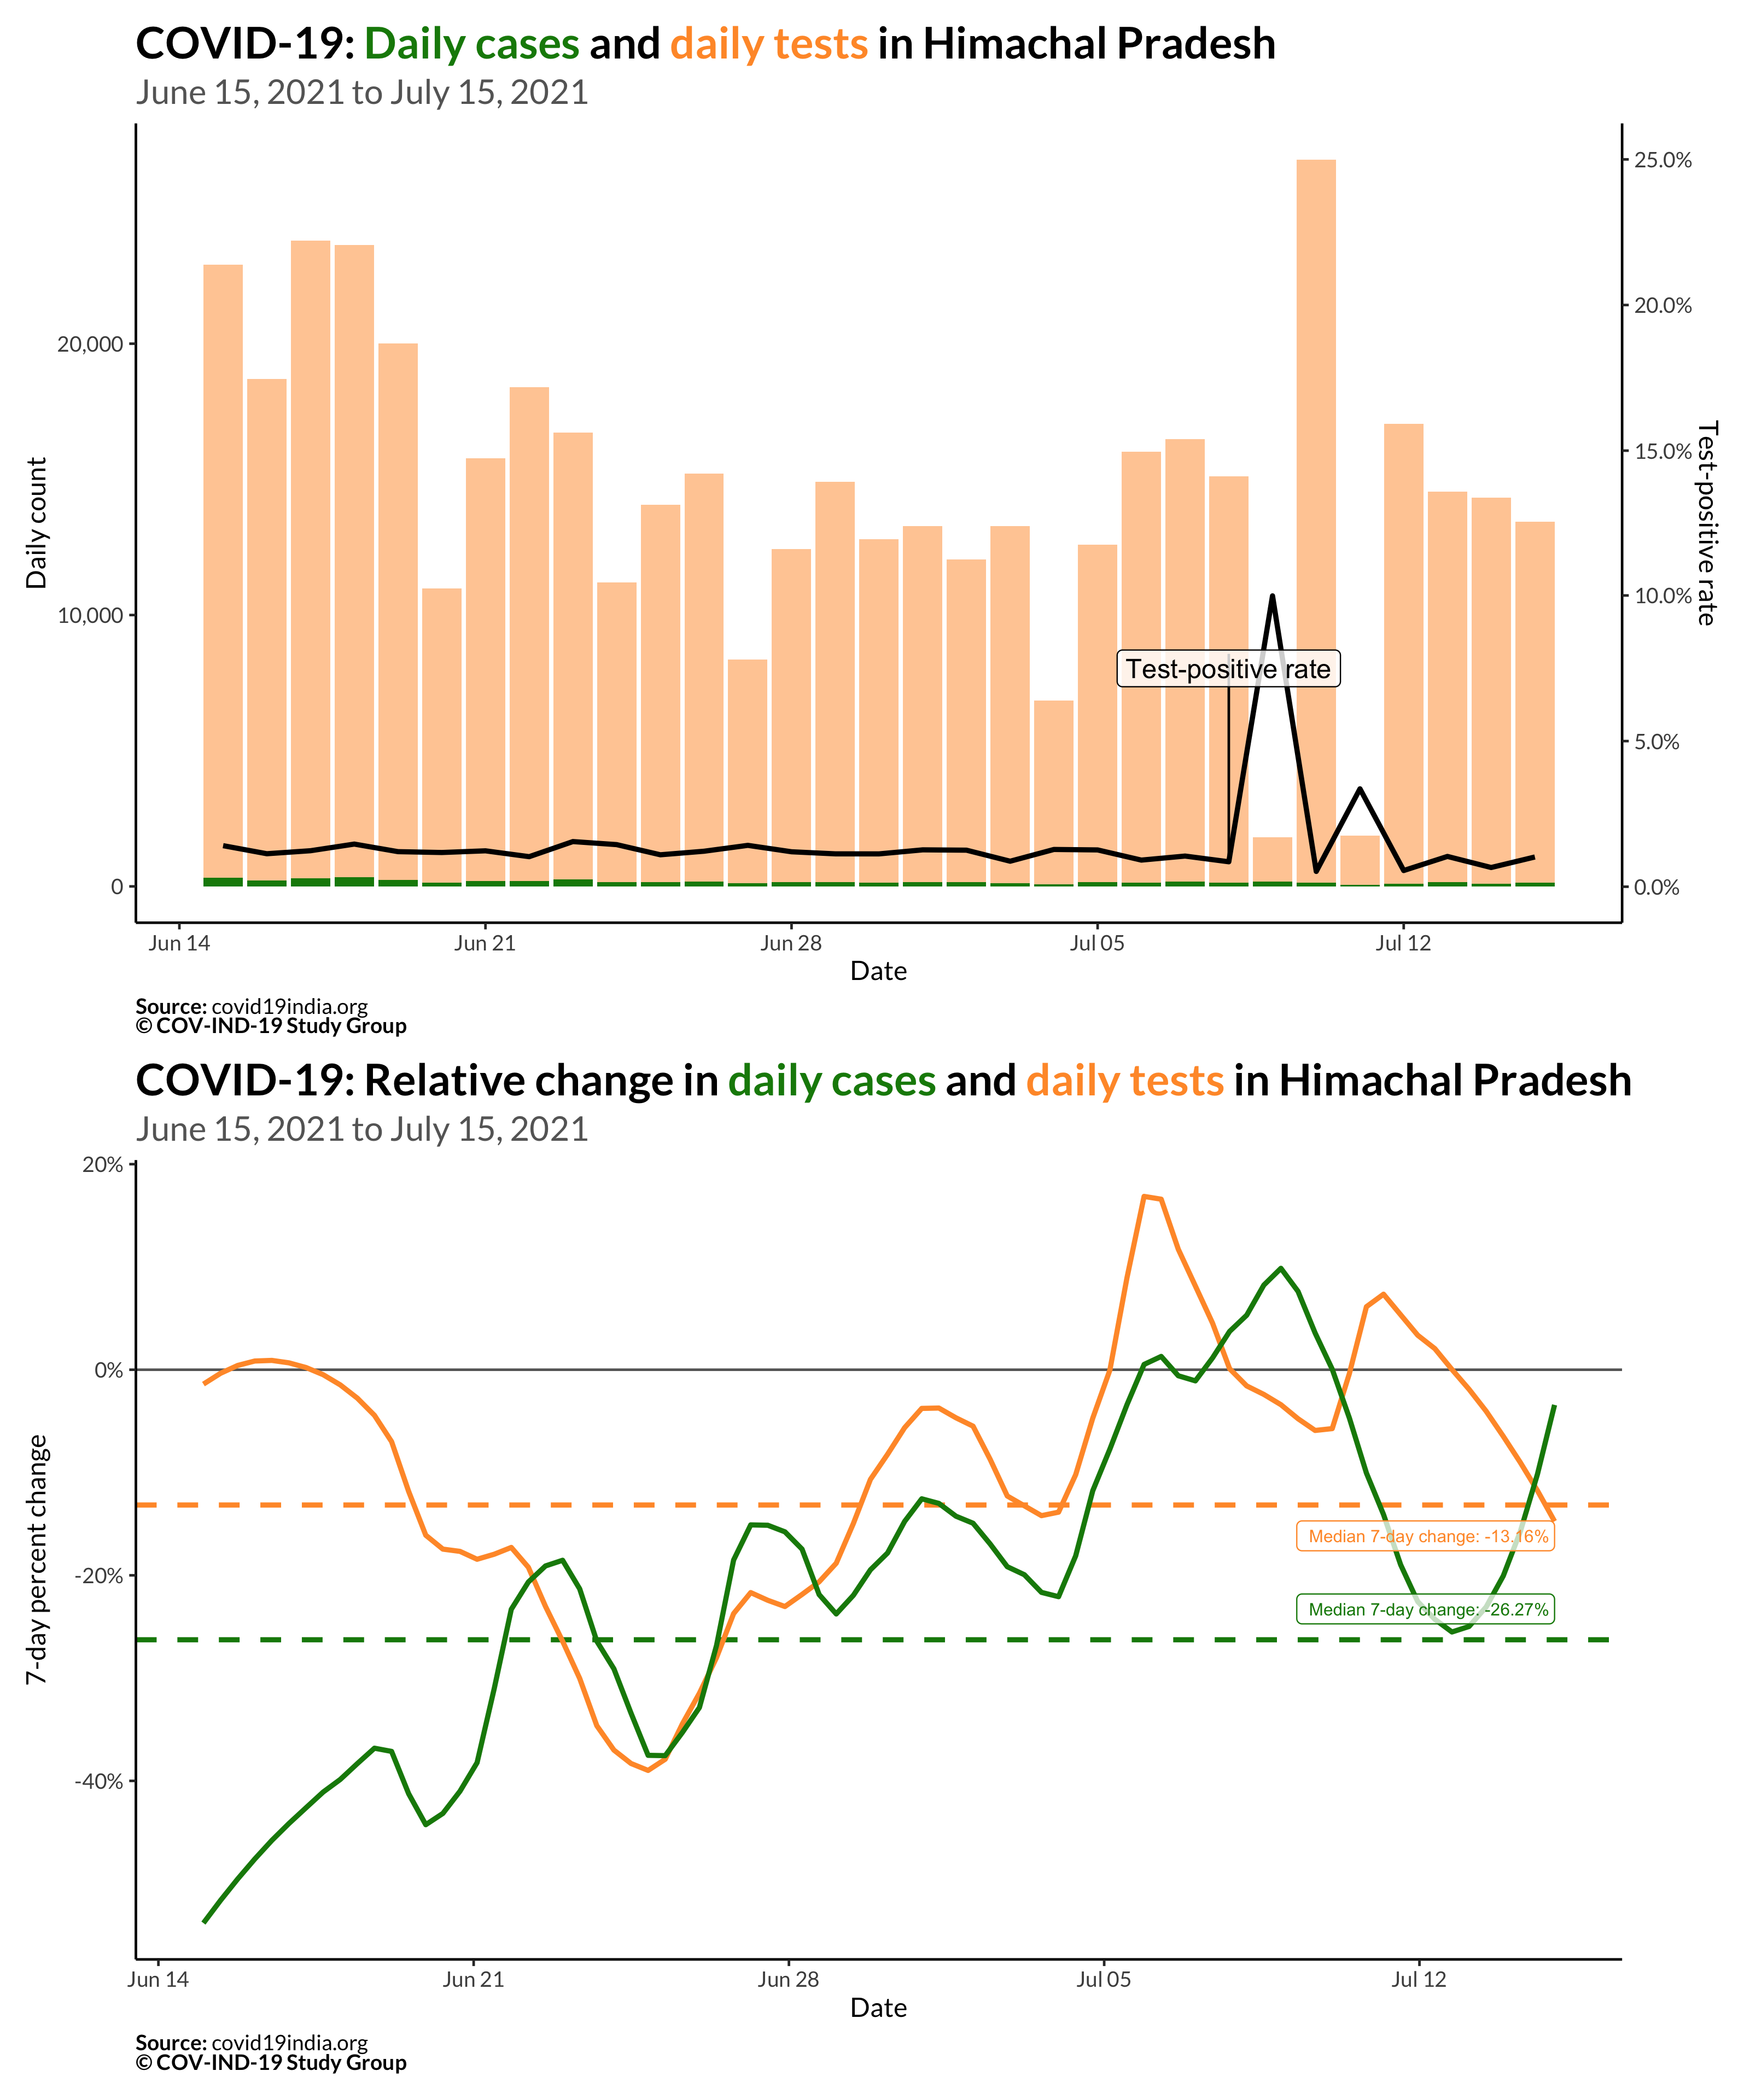 COVID-19: Daily cases and daily tests in Himachal Pradesh
June 15, 2021 to July 15, 2021
25.0%
20.0%
20,000
15.0%
Daily count
Test-positive rate
10,000
10.0%
Test-positive rate
5.0%
0
0.0%
Jun 14
Jun 21
Jun 28
Jul 05
Jul 12
Date
Source: covid19india.org
© COV-IND-19 Study Group
COVID-19: Relative change in daily cases and daily tests in Himachal Pradesh
June 15, 2021 to July 15, 2021
20%
0%
7-day percent change
Median 7-day change: -13.16%
-20%
Median 7-day change: -26.27%
-40%
Jun 14
Jun 21
Jun 28
Jul 05
Jul 12
Date
Source: covid19india.org
© COV-IND-19 Study Group